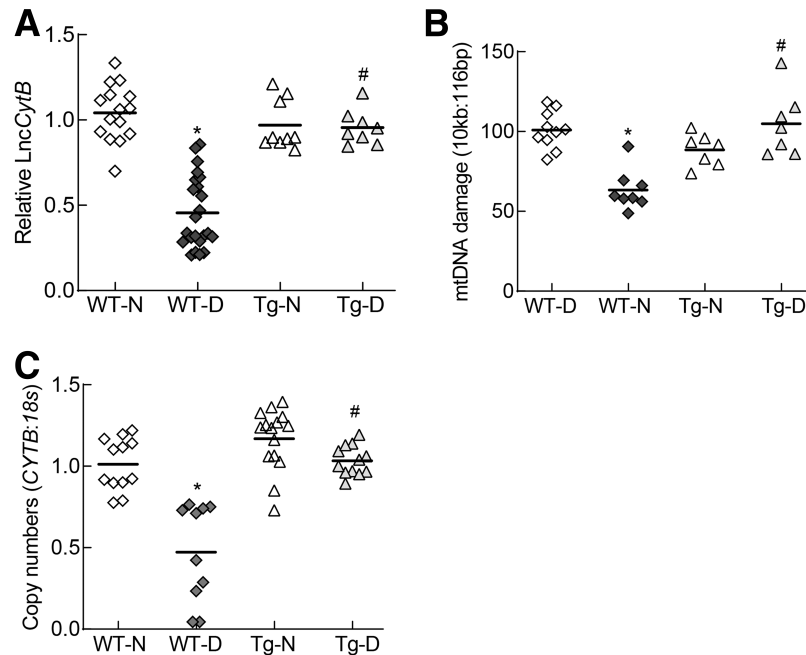 A
Relative LncCytB
1.5
1.0
0.5
0.0
*
#
WT-N WT-D Tg-N Tg-D
B
mtDNA damage (10kb:116bp)
150
100
50
0
*
#
WT-D WT-N Tg-N Tg-D
C
Copy numbers (CYTB:18s)
1.5
1.0
0.5
0.0
*
#
WT-N WT-D Tg-N Tg-D